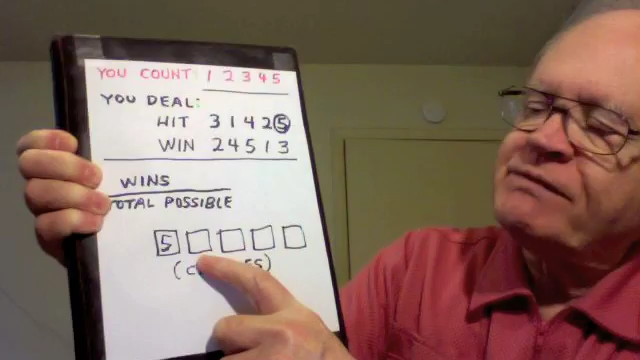 YOU COUNT: 1 2 3 4 5
YOU DEAL:
HIT 3 1 4 2 5
WIN 2 4 5 1 3
WINS
TOTAL POSSIBLE
5